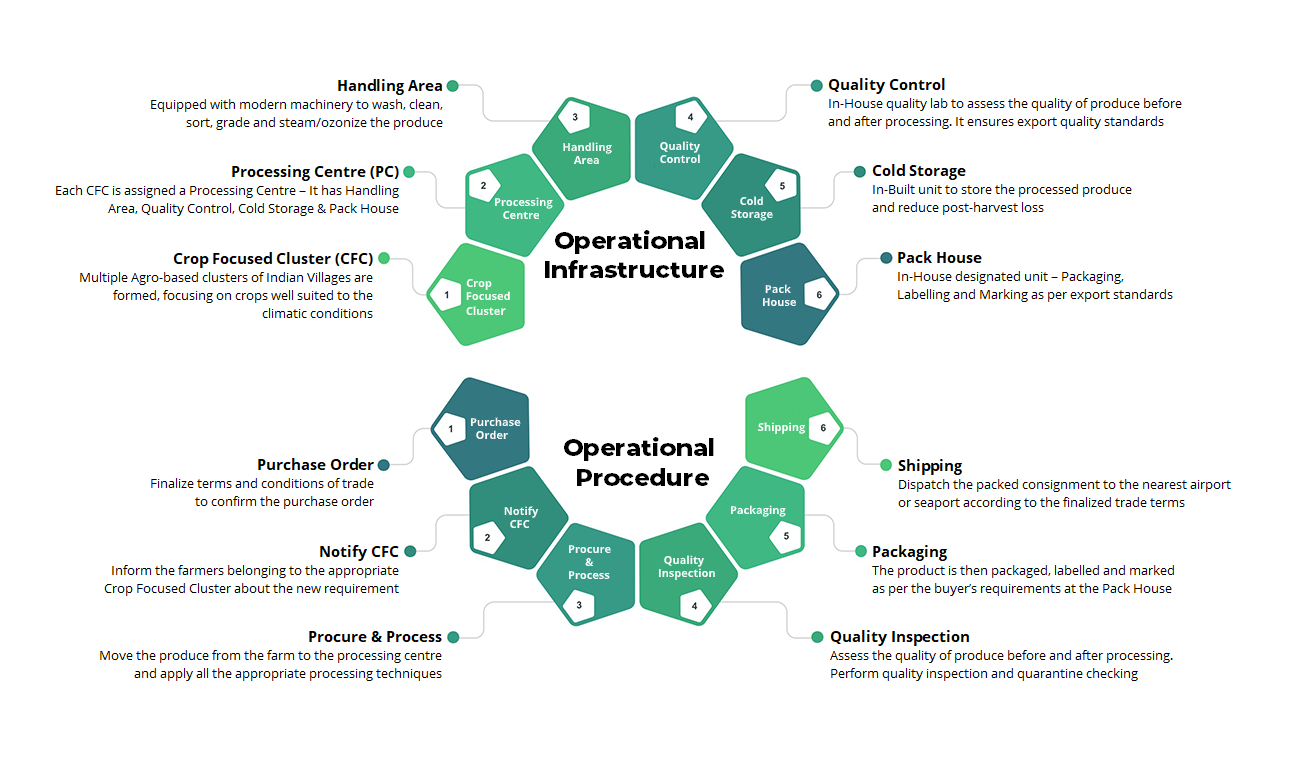 Handling Area
Equipped with modern machinery to wash, clean,
sort, grade and steam/ozonize the produce
Processing Centre (PC)
Each CFC is assigned a Processing Centre – It has Handling
Area, Quality Control, Cold Storage & Pack House
Crop Focused Cluster (CFC)
Multiple Agro-based clusters of Indian Villages are
formed, focusing on crops well suited to the
climatic conditions
1
Crop
Focused
Cluster
2
Processing
Centre
3
Handling
Area
4
Quality
Control
5
Cold
Storage
6
Pack
House
Operational
Infrastructure
Quality Control
In-House quality lab to assess the quality of produce before
and after processing. It ensures export quality standards
Cold Storage
In-Built unit to store the processed produce
and reduce post-harvest loss
Pack House
In-House designated unit – Packaging,
Labelling and Marking as per export standards
Operational
Procedure
1
Purchase
Order
2
Notify
CFC
3
Procure
&
Process
4
Quality
Inspection
5
Packaging
6
Shipping
Purchase Order
Finalize terms and conditions of trade
to confirm the purchase order
Notify CFC
Inform the farmers belonging to the appropriate
Crop Focused Cluster about the new requirement
Procure & Process
Move the produce from the farm to the processing centre
and apply all the appropriate processing techniques
Shipping
Dispatch the packed consignment to the nearest airport
or seaport according to the finalized trade terms
Packaging
The product is then packaged, labelled and marked
as per the buyer’s requirements at the Pack House
Quality Inspection
Assess the quality of produce before and after processing.
Perform quality inspection and quarantine checking